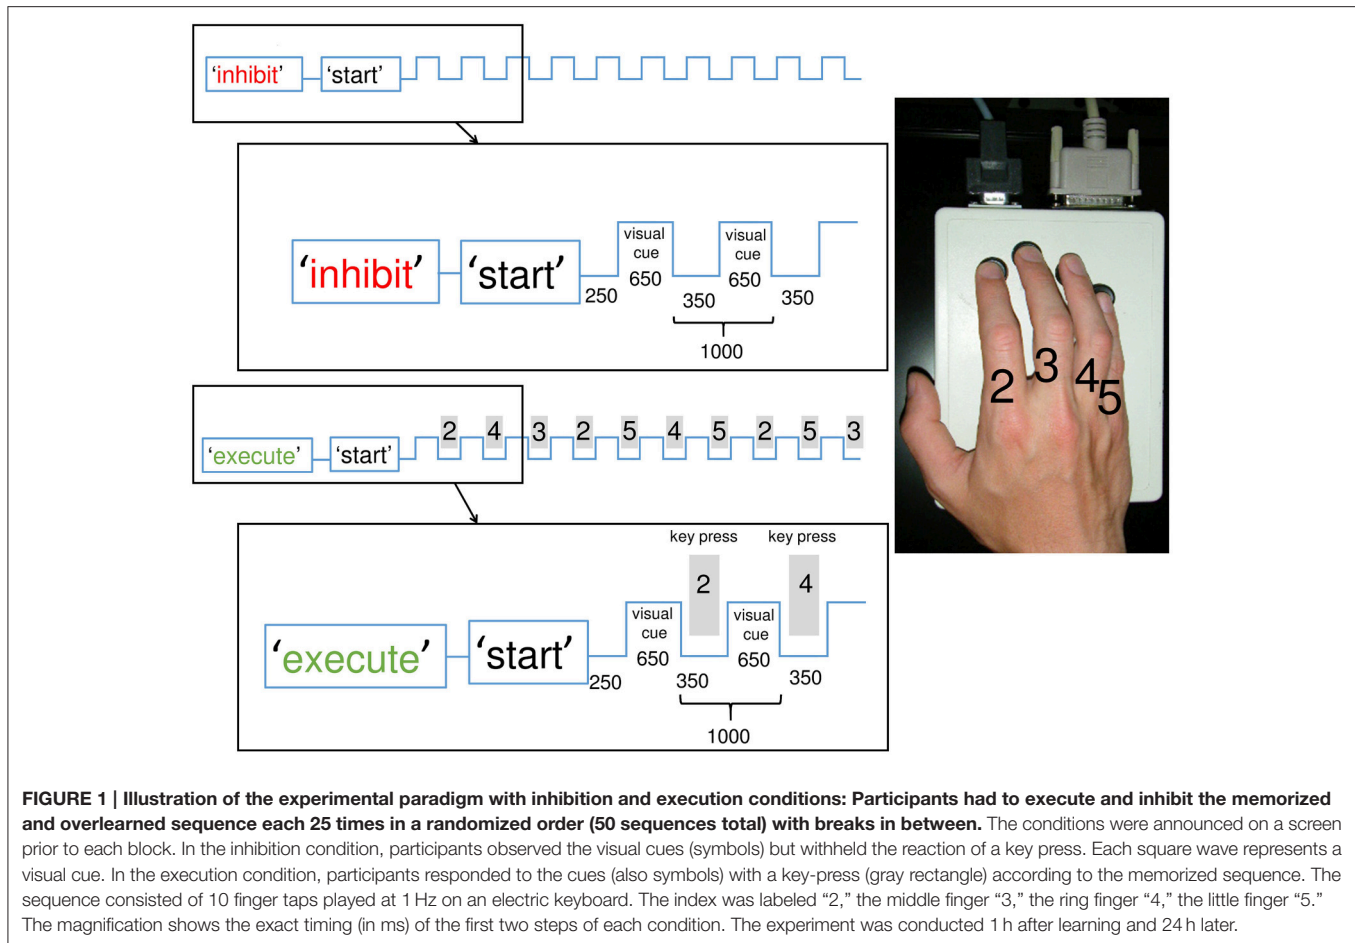 'inhibit' 'start'
'inhibit' 'start'
visual
cue
650
visual
cue
650
250
350
350
1000
2 3 4 5
'execute' 'start' 2 4 3 2 5 4 5 2 5 3
key press key press
2 4
'execute' 'start'
visual
cue
650
visual
cue
650
250
350
350
1000
FIGURE 1 | Illustration of the experimental paradigm with inhibition and execution conditions: Participants had to execute and inhibit the memorized
and overlearned sequence each 25 times in a randomized order (50 sequences total) with breaks in between. The conditions were announced on a screen
prior to each block. In the inhibition condition, participants observed the visual cues (symbols) but withheld the reaction of a key press. Each square wave represents a
visual cue. In the execution condition, participants responded to the cues (also symbols) with a key-press (gray rectangle) according to the memorized sequence. The
sequence consisted of 10 finger taps played at 1 Hz on an electric keyboard. The index was labeled “2,” the middle finger “3,” the ring finger “4,” the little finger “5.”
The magnification shows the exact timing (in ms) of the first two steps of each condition. The experiment was conducted 1 h after learning and 24 h later.